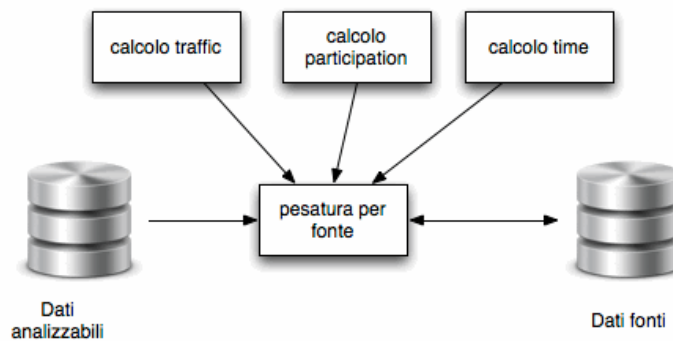 calcolo traffic
calcolo
participation
calcolo time
pesatura per
fonte
Dati
analizzabili
Dati fonti